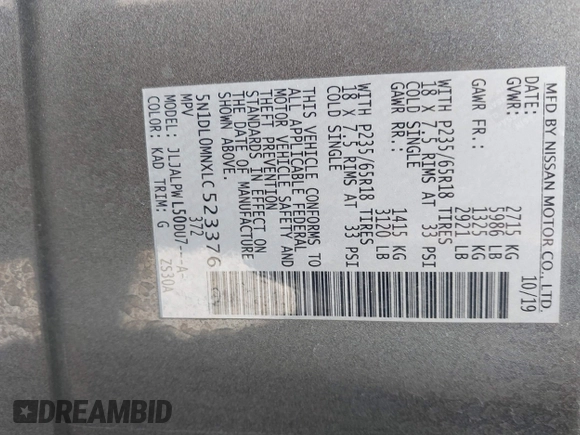 MFD BY NISSAN MOTOR CO., LTD.
DATE: 10/19
GVWR: 2715 KG
5986 LB
GAWR FR.: 1325 KG
2921 LB
WITH P235/65R18 TIRES
18 X 7.5 RIMS AT 33 PSI
COLD SINGLE
GAWR RR.: 1415 KG
3120 LB
WITH P235/65R18 TIRES
18 X 7.5 RIMS AT 33 PSI
COLD SINGLE
THIS VEHICLE CONFORMS TO
ALL APPLICABLE FEDERAL
MOTOR VEHICLE SAFETY AND
THEFT PREVENTION
STANDARDS IN EFFECT ON
THE DATE OF MANUFACTURE
SHOWN ABOVE.
5N1DL0MNXLC523376
MPV 372
MODEL: JLJALPWL50DU7---A-
COLOR: KAD TRIM: G ZS30A
DREAMBID